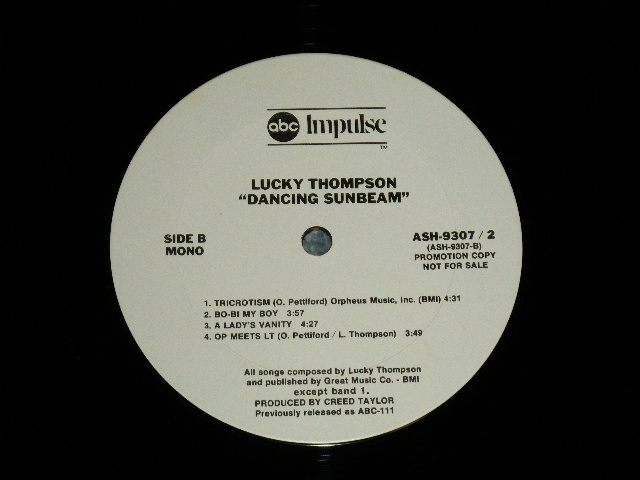 abc Impulse
TM
LUCKY THOMPSON
"DANCING SUNBEAM"
SIDE B
MONO
ASH-9307 / 2
(ASH-9307-B)
PROMOTION COPY
NOT FOR SALE
1. TRICROTISM (O. Pettiford) Orpheus Music, Inc. (BMI) 4:31
2. BO-BI MY BOY 3:57
3. A LADY'S VANITY 4:27
4. OP MEETS LT (O. Pettiford / L. Thompson) 3:49
All songs composed by Lucky Thompson
and published by Great Music Co. - BMI
except band 1.
PRODUCED BY CREED TAYLOR
Previously released as ABC-111